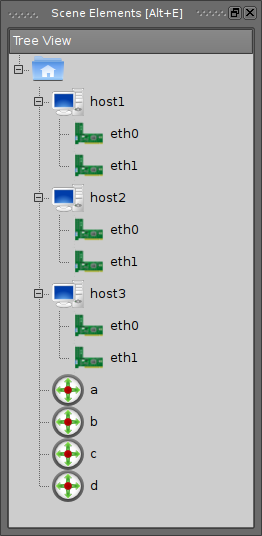 Scene Elements [Alt+E]
Tree View
host1
eth0
eth1
host2
eth0
eth1
host3
eth0
eth1
a
b
c
d